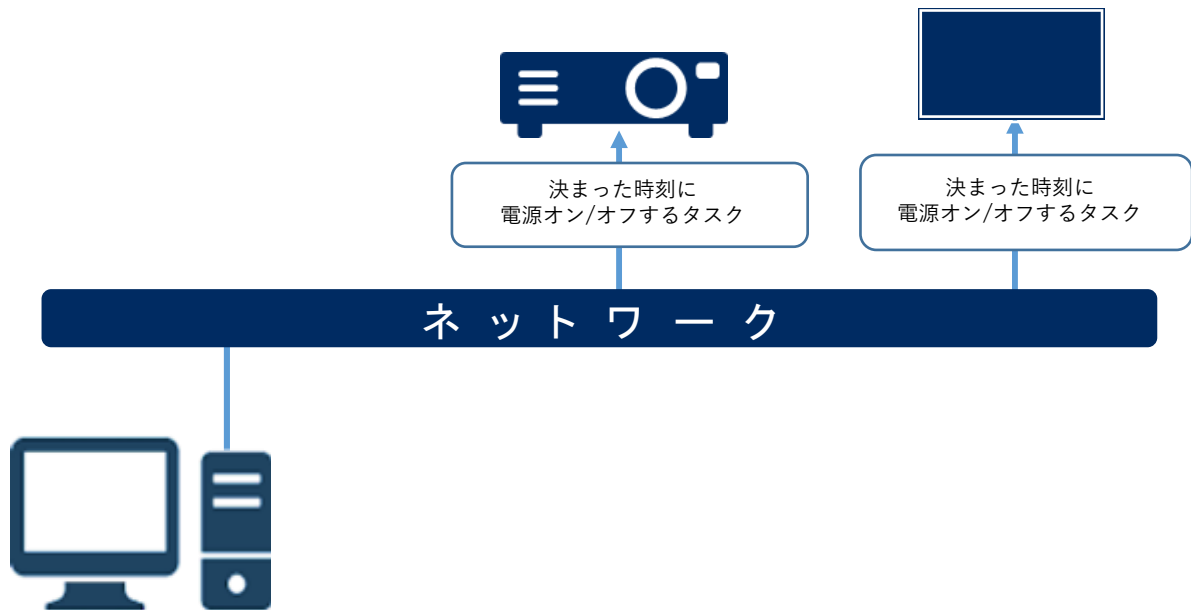 決まった時刻に
電源オン/オフするタスク
決まった時刻に
電源オン/オフするタスク
ネットワーク